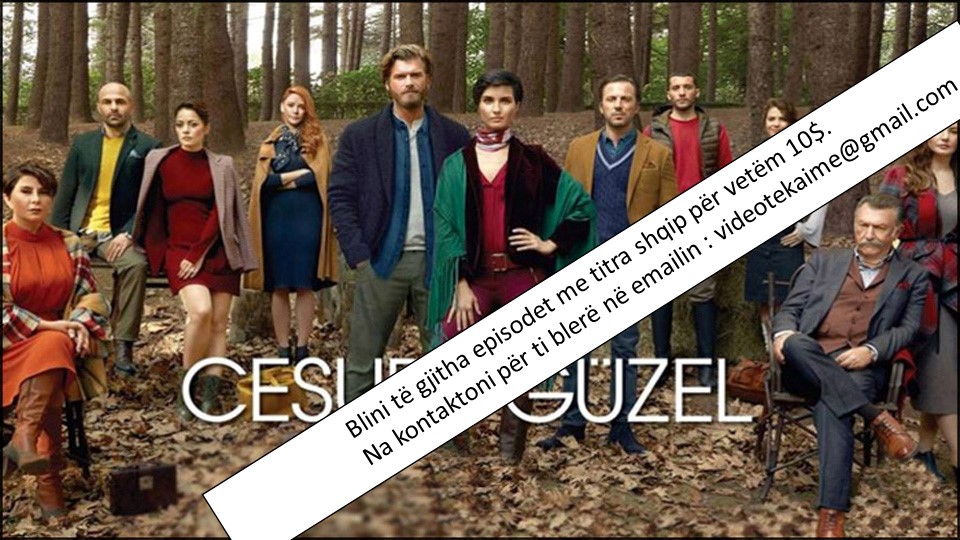 Blini të gjitha episodet me titra shqip për vetëm 10$.
Na kontaktoni për ti blerë në emailin : videotekaime@gmail.com
CESU GÜZEL